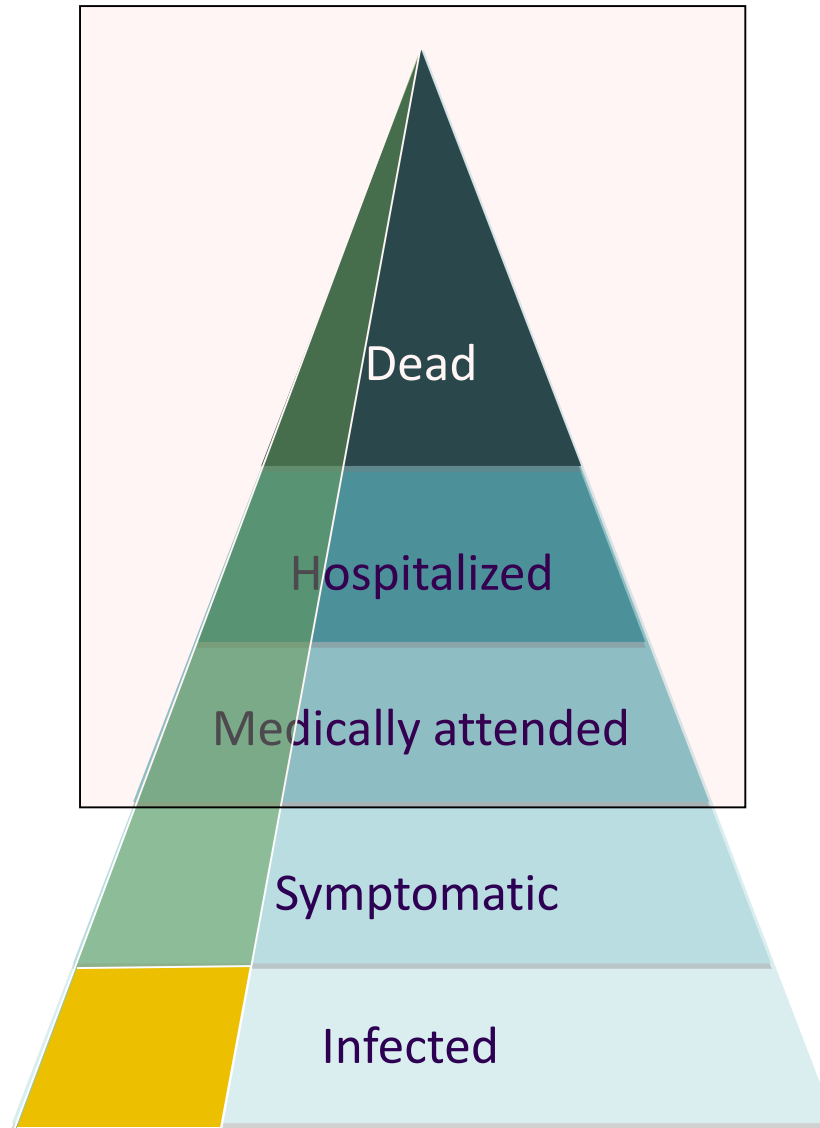 Dead
Hospitalized
Medically attended
Symptomatic
Infected